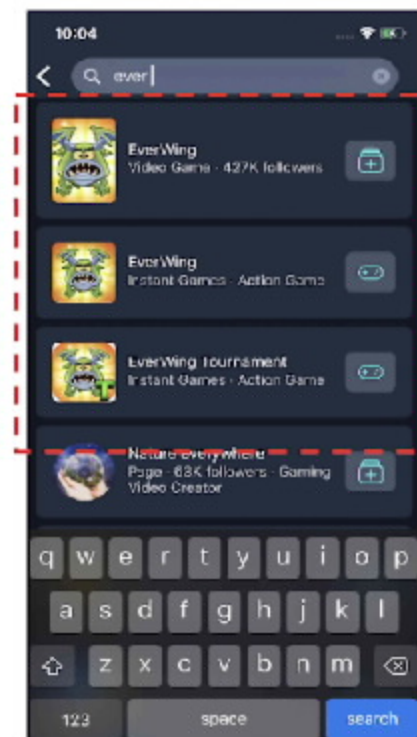 10:04
ever
EverWing
Video Game · 427K followers
EverWing
Instant Games · Action Game
EverWing Tournament
Instant Games · Action Game
Nature everywhere
Page · 63K followers · Gaming
Video Creator
q w e r t y u i o p
a s d f g h j k l
z x c v b n m
123 space search